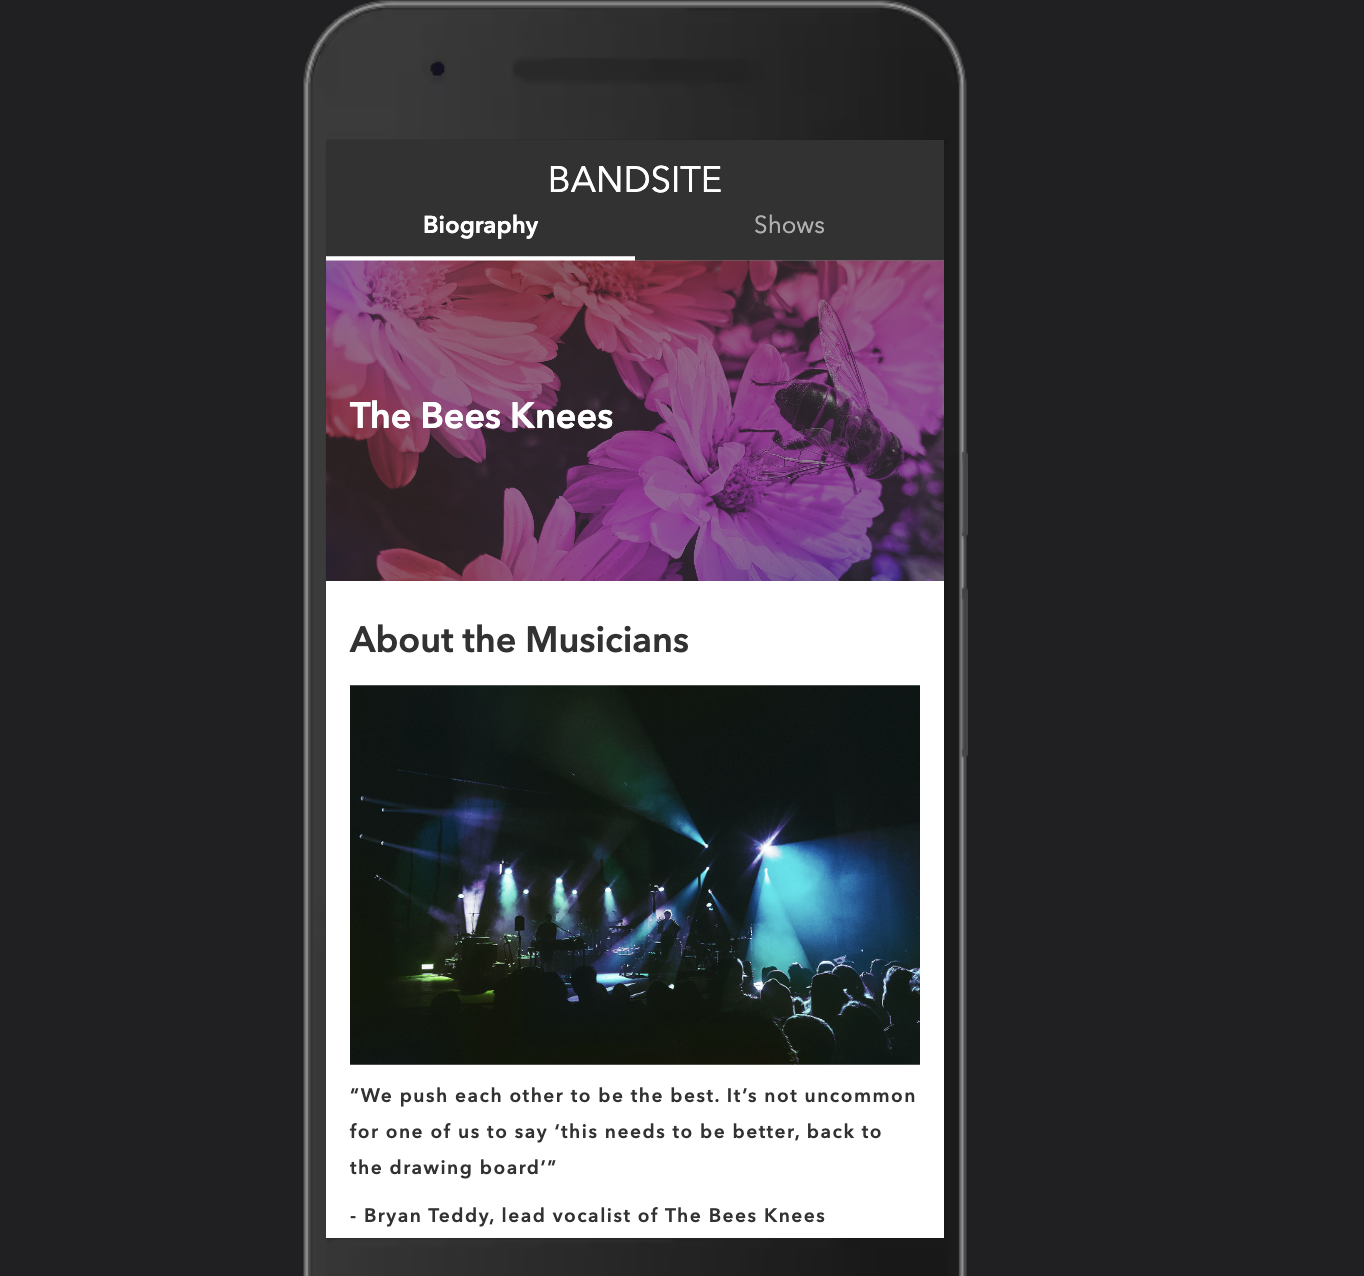 BANDSITE
Biography
Shows
The Bees Knees
About the Musicians
“We push each other to be the best. It’s not uncommon
for one of us to say ‘this needs to be better, back to
the drawing board’”
- Bryan Teddy, lead vocalist of The Bees Knees